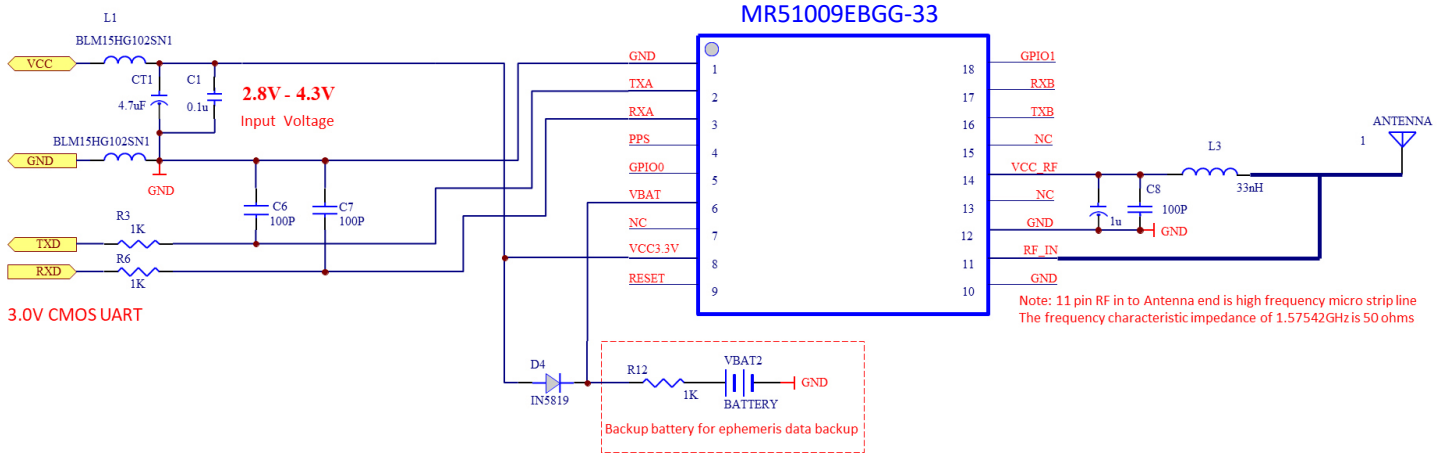 MR51009EBGG-33
L1
BLM15HG102SN1
VCC
CT1
4.7uF
C1
0.1u
2.8V - 4.3V
Input Voltage
BLM15HG102SN1
GND
GND
C6
100P
C7
100P
R3
1K
TXD
R6
RXD
1K
3.0V CMOS UART
GND
1
TXA
2
RXA
3
PPS
4
GPIO0
5
VBAT
6
NC
7
VCC3.3V
8
RESET
9
GPIO1
18
RXB
17
TXB
16
NC
15
VCC_RF
14
NC
13
GND
12
RF_IN
11
GND
10
L3
33nH
C8
100P
1u
GND
ANTENNA
1
Note: 11 pin RF in to Antenna end is high frequency micro strip line
The frequency characteristic impedance of 1.57542GHz is 50 ohms
D4
IN5819
R12
1K
VBAT2
BATTERY
GND
Backup battery for ephemeris data backup